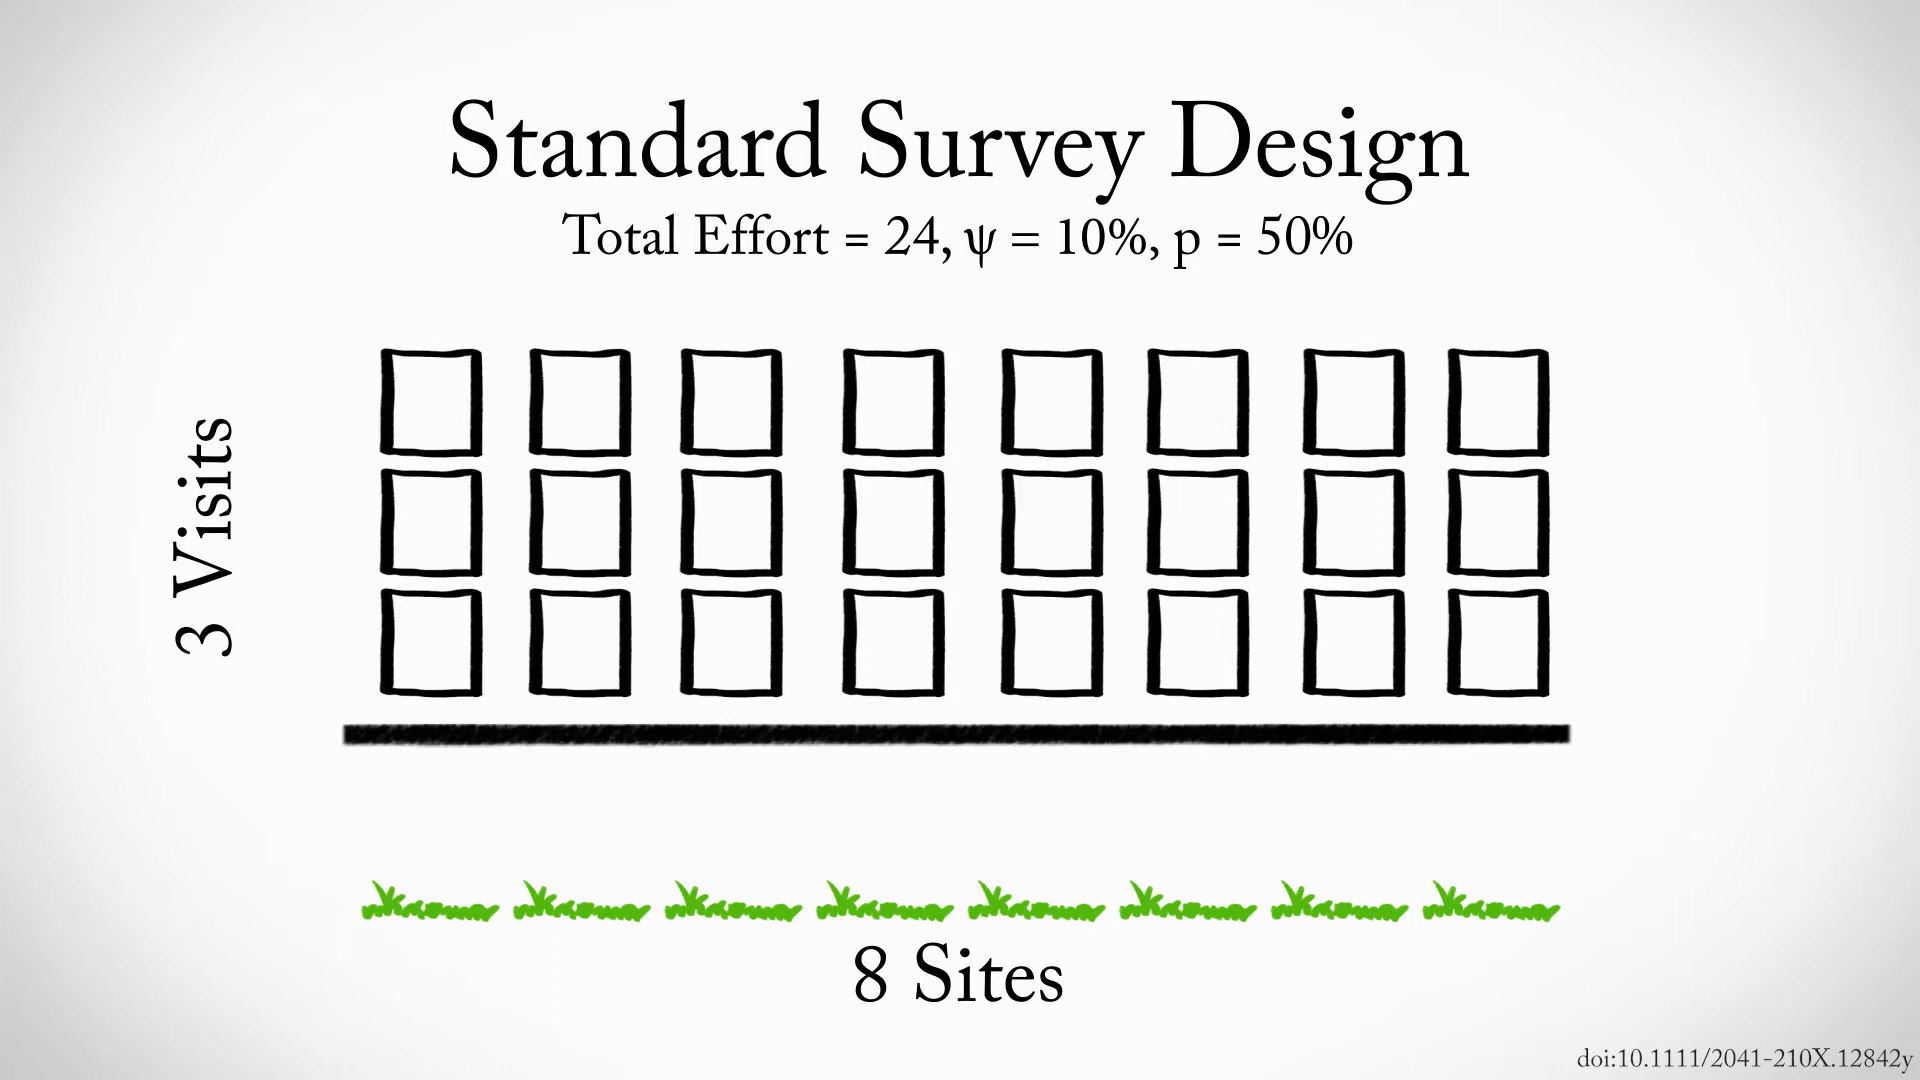 Standard Survey Design
Total Effort = 24, ψ = 10%, p = 50%
3 Visits
8 Sites
doi:10.1111/2041-210X.12842y